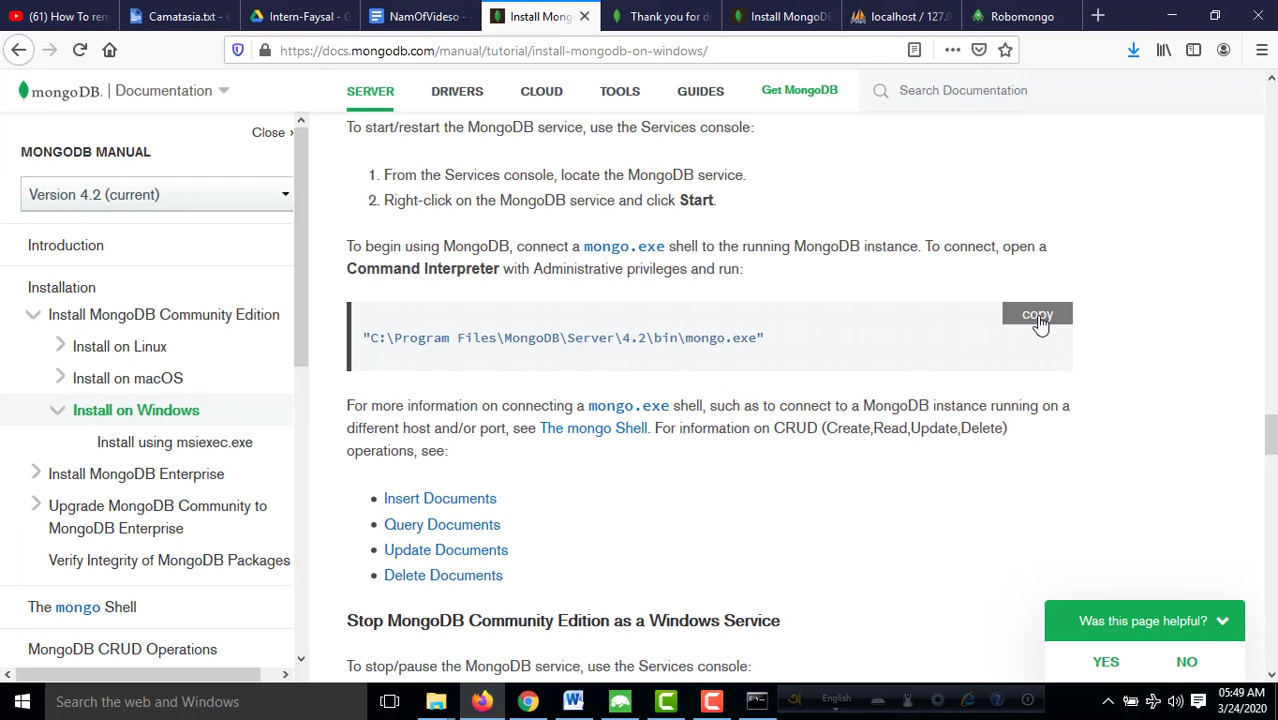 (61) How To rem
Camatasia.txt - G
Intern-Faysal - G
NamOfVideso - 
Install Mong
Thank you for do
Install MongoDB
localhost / 127.0
Robomongo
https://docs.mongodb.com/manual/tutorial/install-mongodb-on-windows/
mongoDB. | Documentation
SERVER DRIVERS CLOUD TOOLS GUIDES Get MongoDB
Search Documentation
Close ›
MONGODB MANUAL
Version 4.2 (current)
Introduction
Installation
Install MongoDB Community Edition
Install on Linux
Install on macOS
Install on Windows
Install using msiexec.exe
Install MongoDB Enterprise
Upgrade MongoDB Community to
MongoDB Enterprise
Verify Integrity of MongoDB Packages
The mongo Shell
MongoDB CRUD Operations
To start/restart the MongoDB service, use the Services console:
1. From the Services console, locate the MongoDB service.
2. Right-click on the MongoDB service and click Start.
To begin using MongoDB, connect a mongo.exe shell to the running MongoDB instance. To connect, open a
Command Interpreter with Administrative privileges and run:
copy
"C:\Program Files\MongoDB\Server\4.2\bin\mongo.exe"
For more information on connecting a mongo.exe shell, such as to connect to a MongoDB instance running on a
different host and/or port, see The mongo Shell. For information on CRUD (Create,Read,Update,Delete)
operations, see:
• Insert Documents
• Query Documents
• Update Documents
• Delete Documents
Stop MongoDB Community Edition as a Windows Service
To stop/pause the MongoDB service, use the Services console:
Was this page helpful?
YES NO
Search the web and Windows
English
05:49 AM
3/24/2020